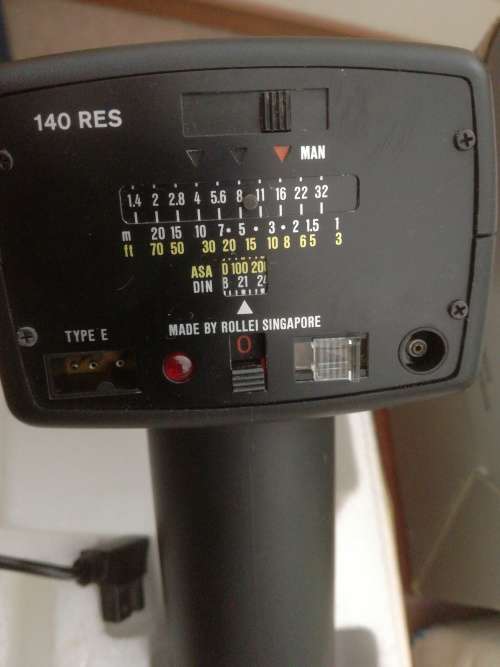 140 RES
MAN
1.4 2 2.8 4 5.6 8 11 16 22 32
m 20 15 10 7• 5 • 3 • 2 1.5 1
ft 70 50 30 20 15 10 8 6 5 3
ASA 0 100 200
DIN 8 21 24
MADE BY ROLLEI SINGAPORE
TYPE E
0